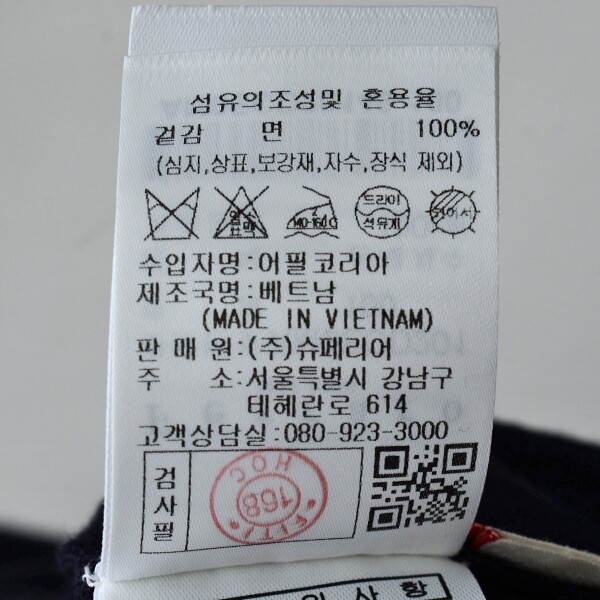 섬유의조성및 혼용율
겉감 면 100%
(심지,상표,보강재,자수,장식 제외)
드라이
석유계
수입자명:어필코리아
제조국명:베트남
(MADE IN VIETNAM)
판 매 원:(주)슈페리어
주 소:서울특별시 강남구
테헤란로 614
고객상담실:080-923-3000
검사필
HOC
168
FITI
사 항